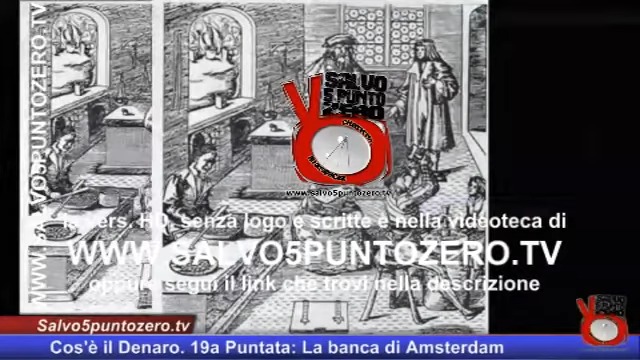 WWW.SALVO5PUNTOZERO.TV
SALVO
5 PUNTO
ZERO
www.salvo5puntozero.tv
la vers. HD, senza logo e scritte è nella videoteca di
WWW.SALVO5PUNTOZERO.TV
oppure segui il link che trovi nella descrizione
Salvo5puntozero.tv
Cos'è il Denaro. 19a Puntata: La banca di Amsterdam